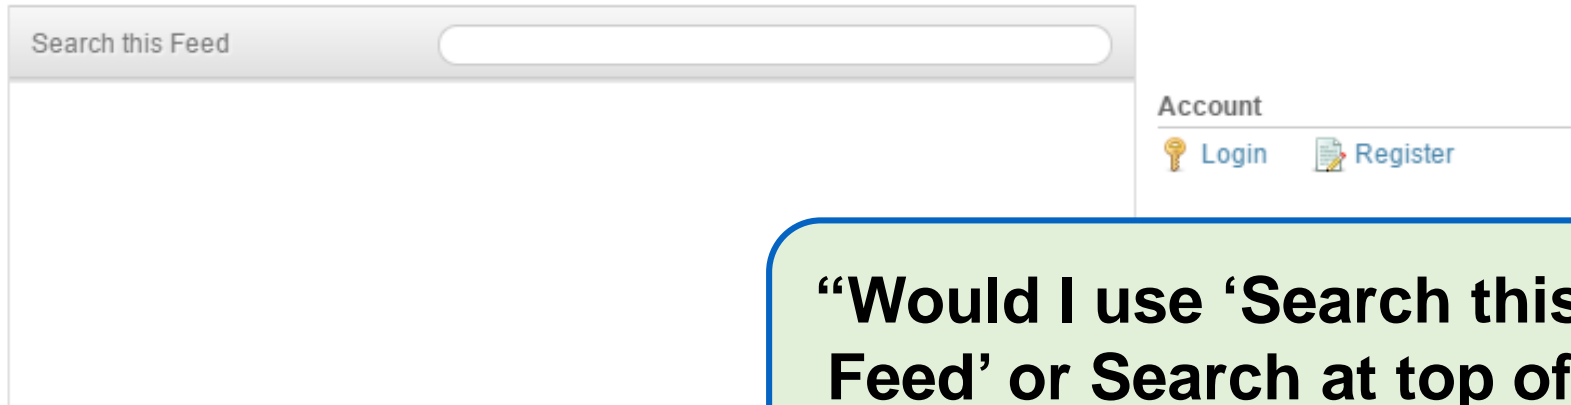 Search this Feed
Account
Login Register
“Would I use ‘Search this
Feed’ or Search at top of